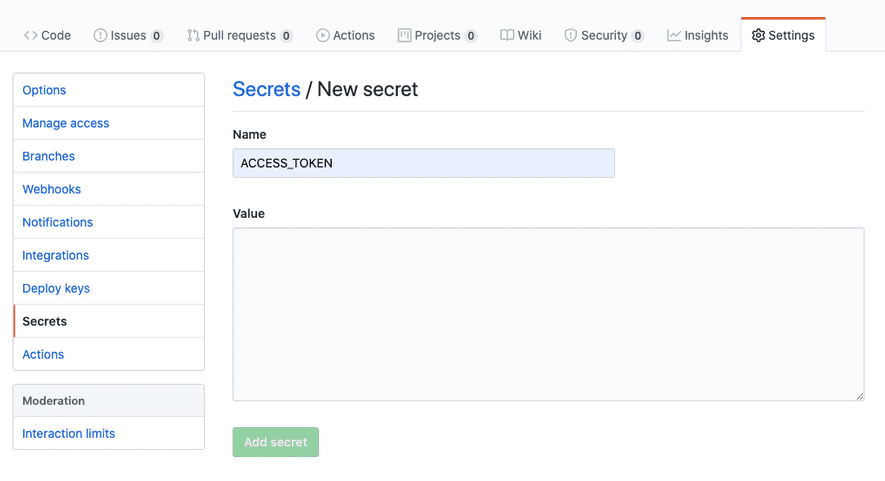 Code Issues 0 Pull requests 0 Actions Projects 0 Wiki Security 0 Insights Settings
Options
Manage access
Branches
Webhooks
Notifications
Integrations
Deploy keys
Secrets
Actions
Moderation
Interaction limits
Secrets / New secret
Name
ACCESS_TOKEN
Value
Add secret